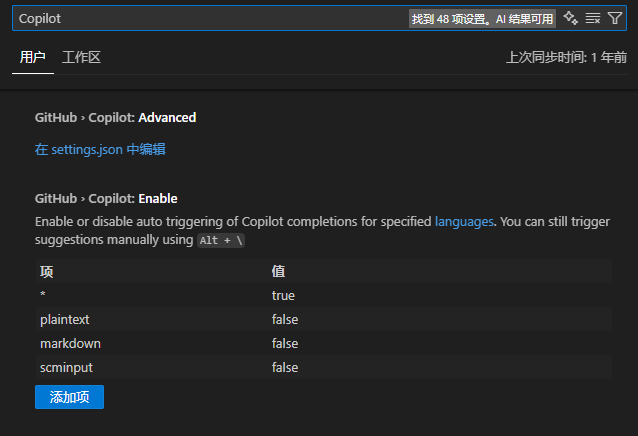 Copilot
找到 48 项设置。AI 结果可用
用户 工作区 上次同步时间: 1 年前
GitHub › Copilot: Advanced
在 settings.json 中编辑
GitHub › Copilot: Enable
Enable or disable auto triggering of Copilot completions for specified languages. You can still trigger
suggestions manually using Alt + \
项 值
* true
plaintext false
markdown false
scminput false
添加项